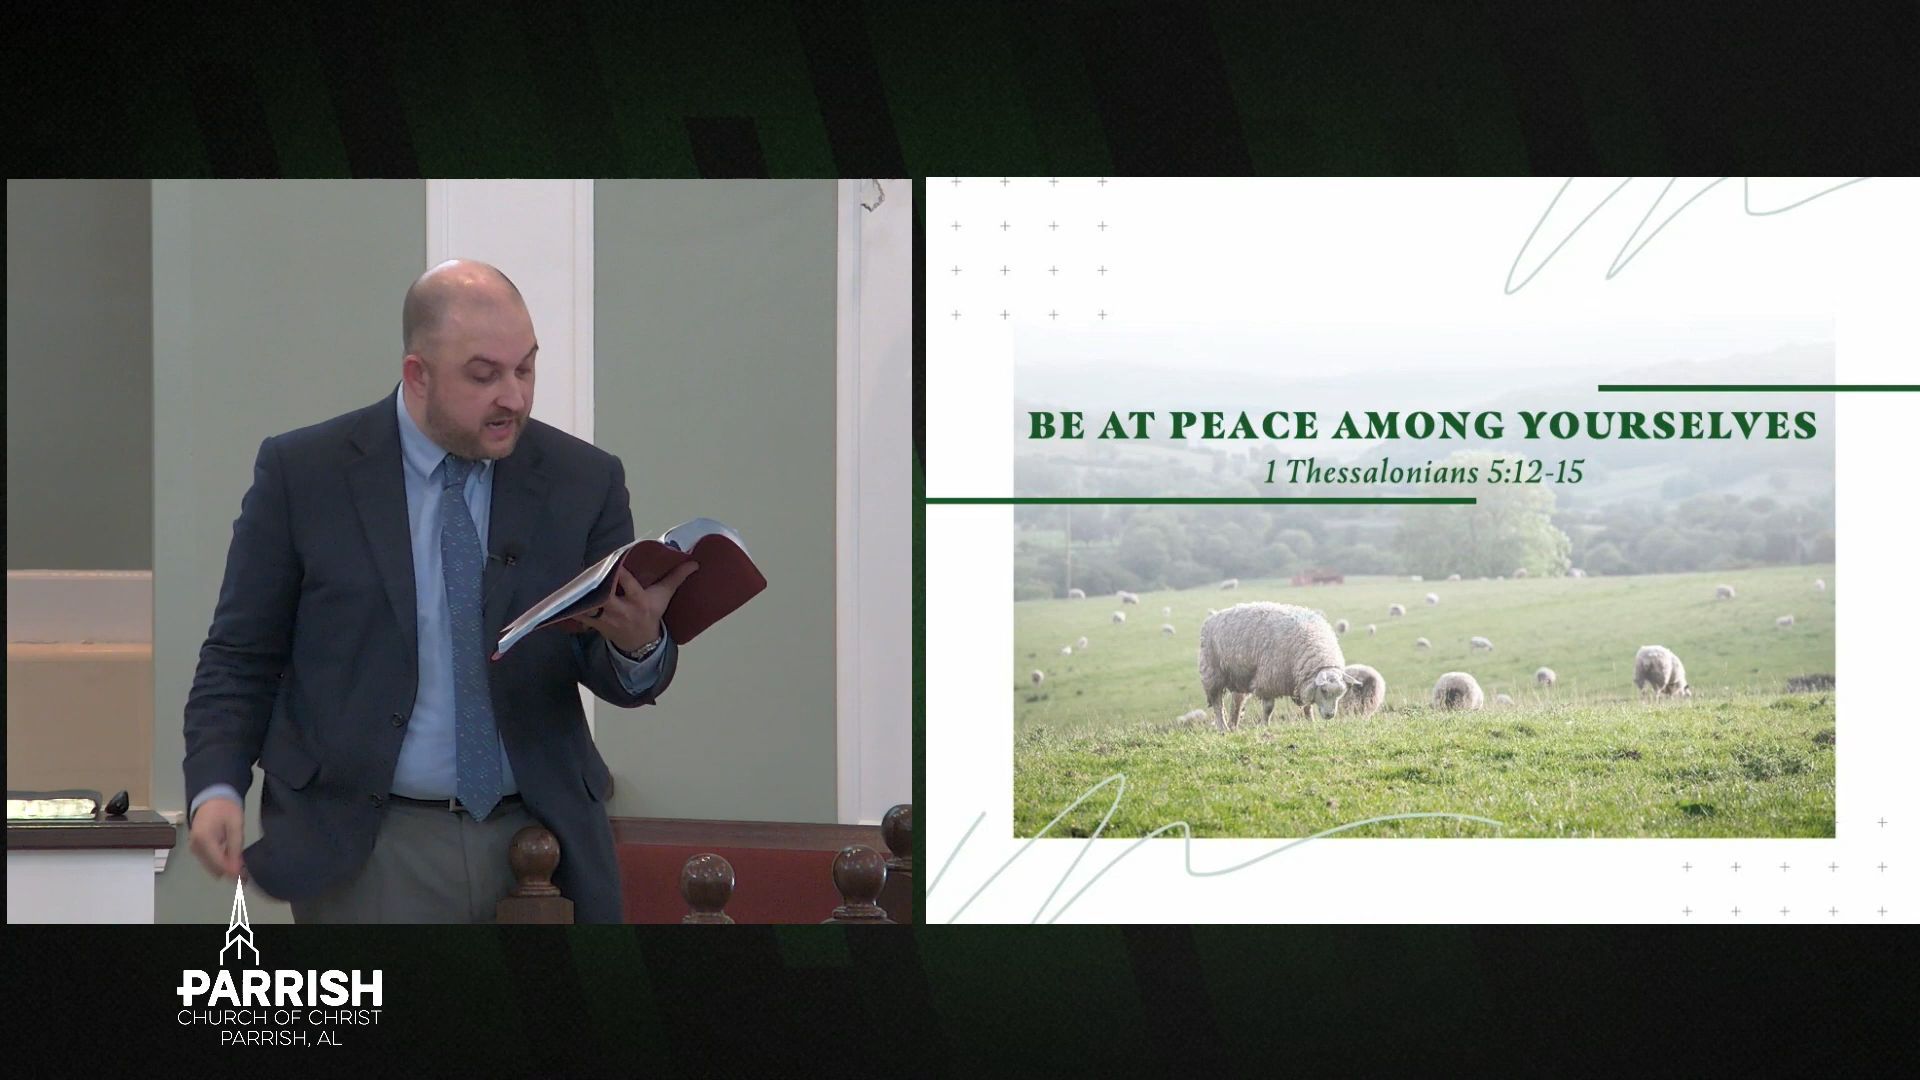 BE AT PEACE AMONG YOURSELVES
1 Thessalonians 5:12-15
PARRISH
CHURCH OF CHRIST
PARRISH, AL